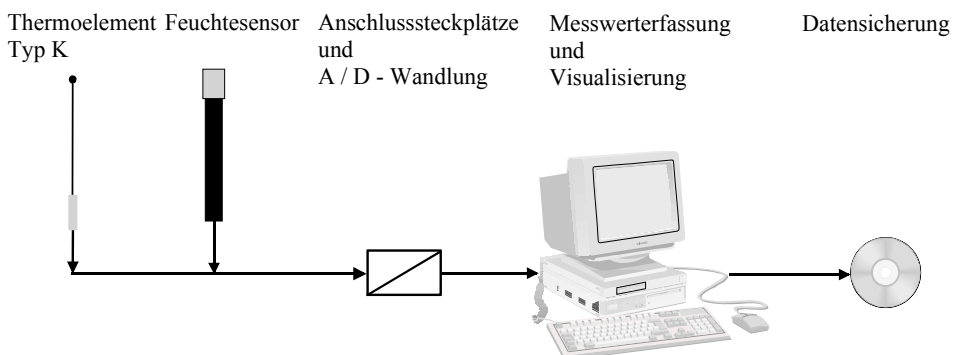 Thermoelement
Typ K
Feuchtesensor
Anschlusssteckplätze
und
A / D - Wandlung
Messwerterfassung
und
Visualisierung
Datensicherung